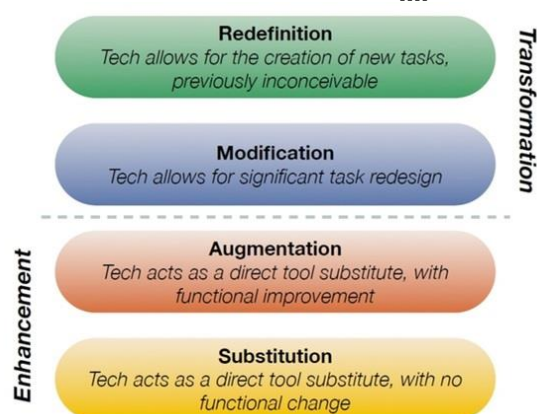 Redefinition
Tech allows for the creation of new tasks,
previously inconceivable
Transformation
Modification
Tech allows for significant task redesign
Enhancement
Augmentation
Tech acts as a direct tool substitute, with
functional improvement
Substitution
Tech acts as a direct tool substitute, with no
functional change